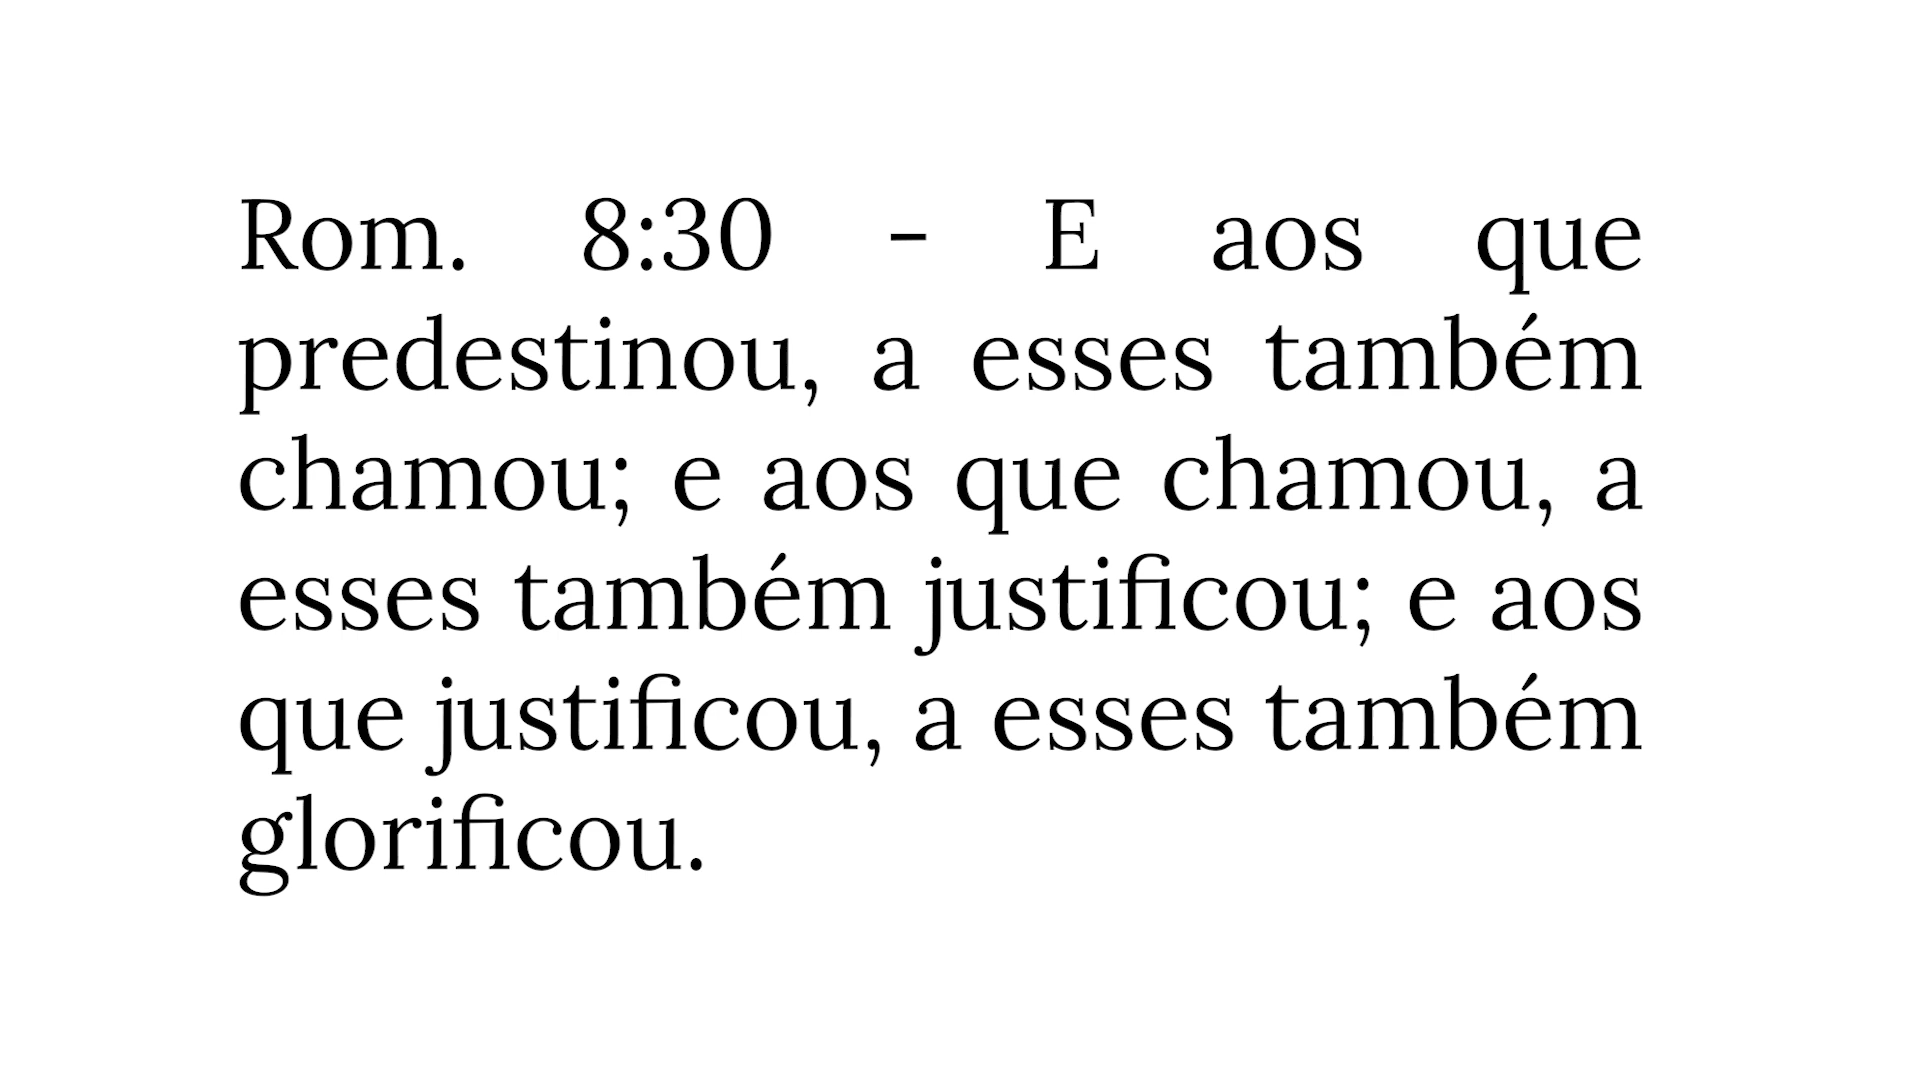 Rom. 8:30 - E aos que
predestinou, a esses também
chamou; e aos que chamou, a
esses também justificou; e aos
que justificou, a esses também
glorificou.